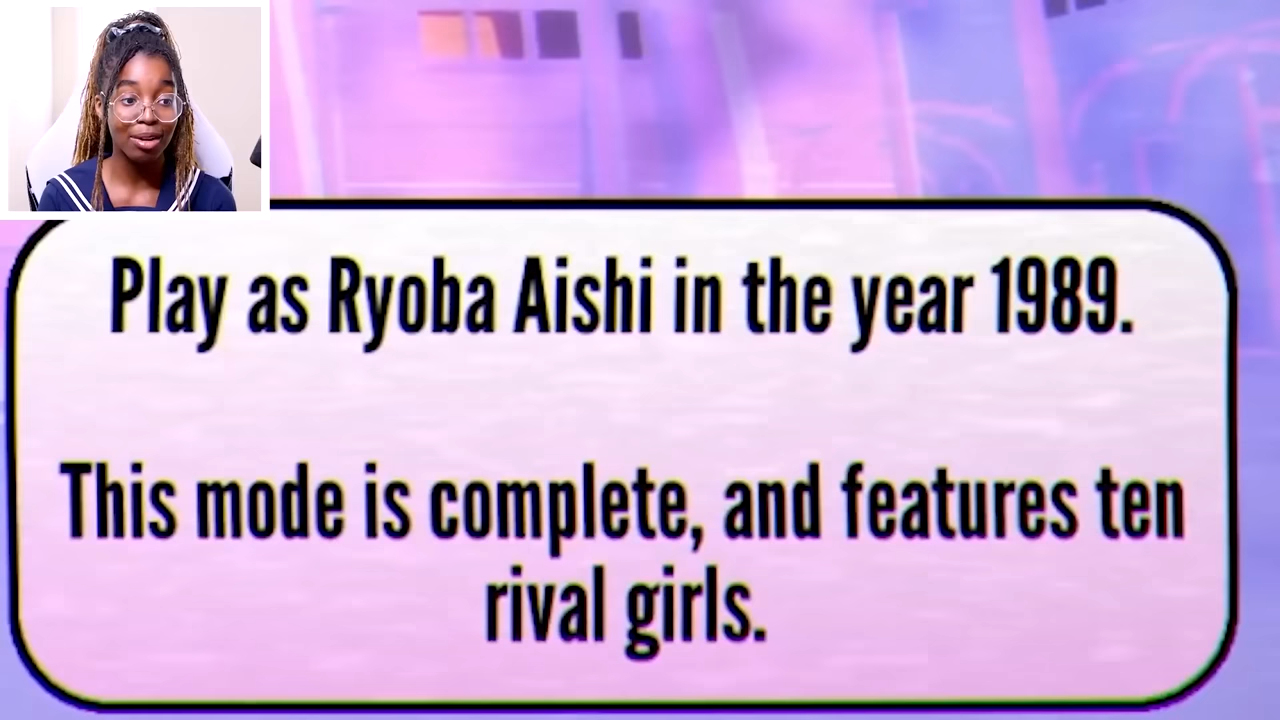 Play as Ryoba Aishi in the year 1989.
This mode is complete, and features ten
rival girls.